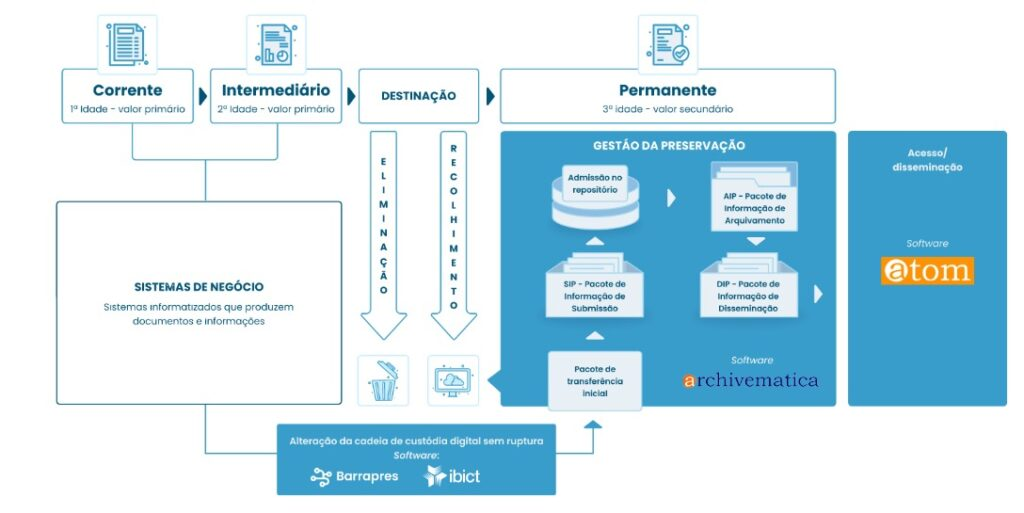 Corrente
1ª Idade - valor primário
Intermediário
2ª Idade - valor primário
DESTINAÇÃO
Permanente
3ª idade - valor secundário
ELIMINAÇÃO
RECOLHIMENTO
SISTEMAS DE NEGÓCIO
Sistemas informatizados que produzem
documentos e informações
GESTÃO DA PRESERVAÇÃO
Admissão no
repositório
AIP - Pacote de
Informação de
Arquivamento
SIP - Pacote de
Informação de
Submissão
DIP - Pacote de
Informação de
Disseminação
Pacote de
transferência
inicial
Software
archivematica
Acesso/
disseminação
Software
atom
Alteração da cadeia de custódia digital sem ruptura
Software:
Barrapres
ibict